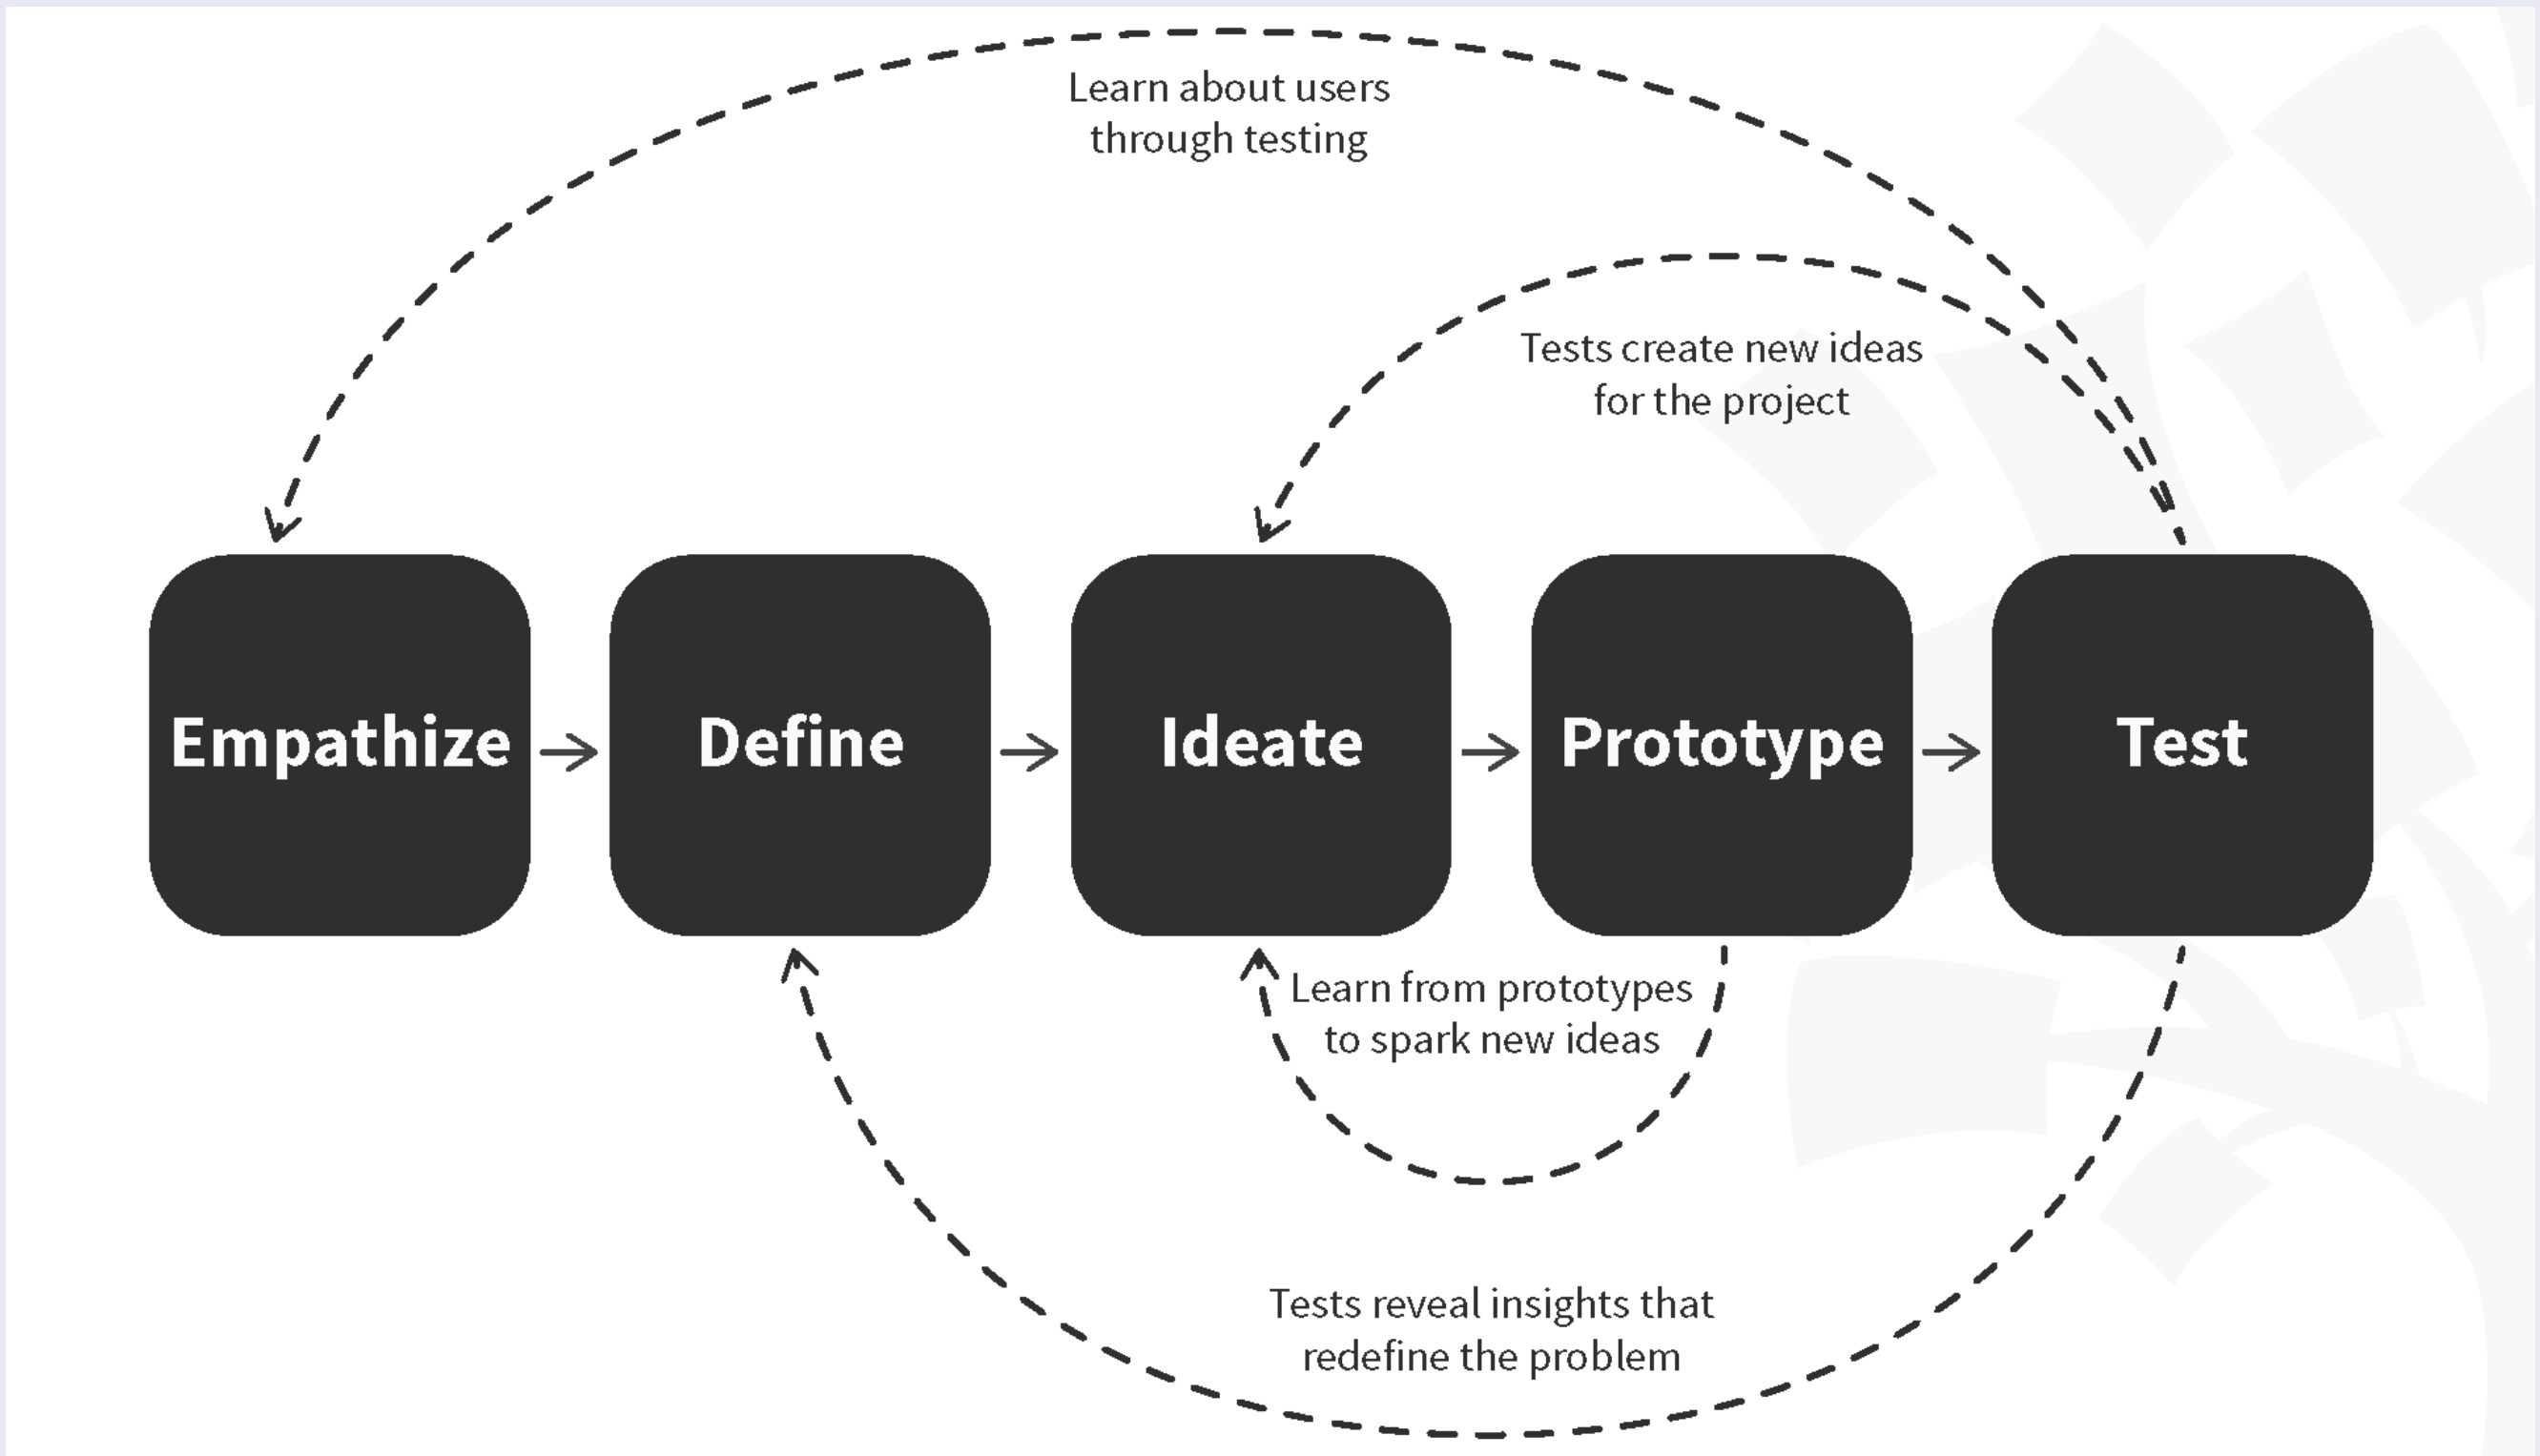 Learn about users
through testing
Tests create new ideas
for the project
Empathize
Define
Ideate
Prototype
Test
Learn from prototypes
to spark new ideas
Tests reveal insights that
redefine the problem